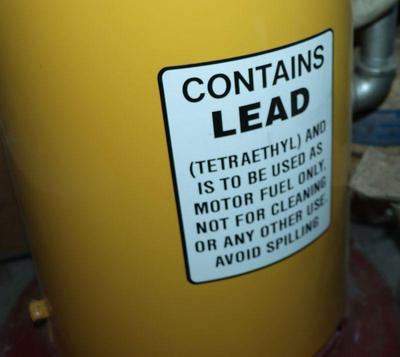 CONTAINS
LEAD
(TETRAETHYL) AND
IS TO BE USED AS
MOTOR FUEL ONLY.
NOT FOR CLEANING
OR ANY OTHER USE.
AVOID SPILLING